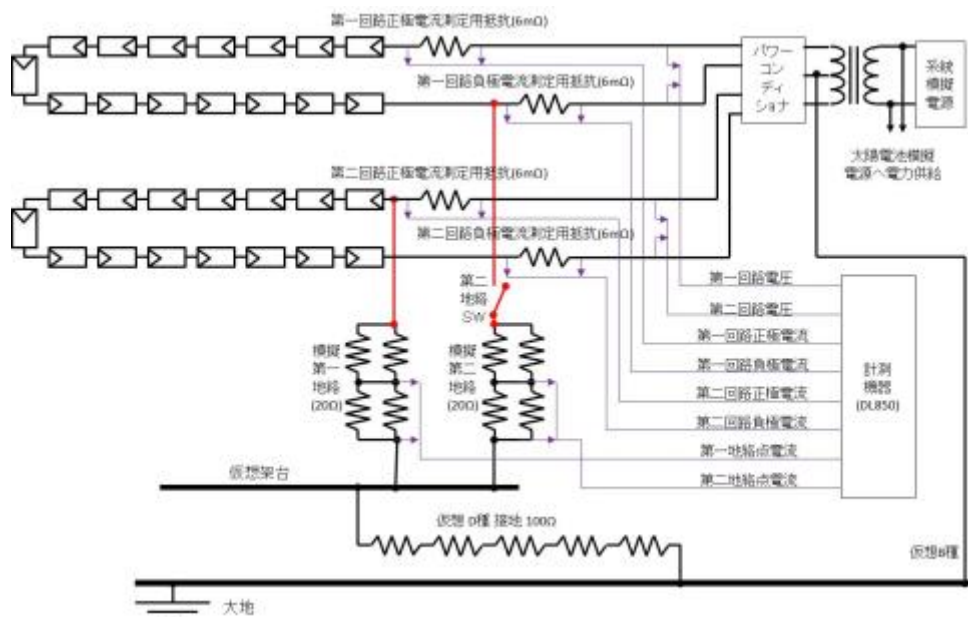 第一回路正極電流測定用抵抗(6mΩ)
第一回路負極電流測定用抵抗(6mΩ)
パワー
コン
ディ
ショナ
系統
模擬
電源
太陽電池模擬
電源へ電力供給
第二回路正極電流測定用抵抗(6mΩ)
第二回路負極電流測定用抵抗(6mΩ)
第二
地絡
SW
模擬
第一
地絡
(20Ω)
模擬
第二
地絡
(20Ω)
第一回路電圧
第二回路電圧
第一回路正極電流
第一回路負極電流
第二回路正極電流
第二回路負極電流
第一地絡点電流
第二地絡点電流
計測
機器
(DL850)
仮想架台
仮想 D種 接地 100Ω
仮想B種
大地